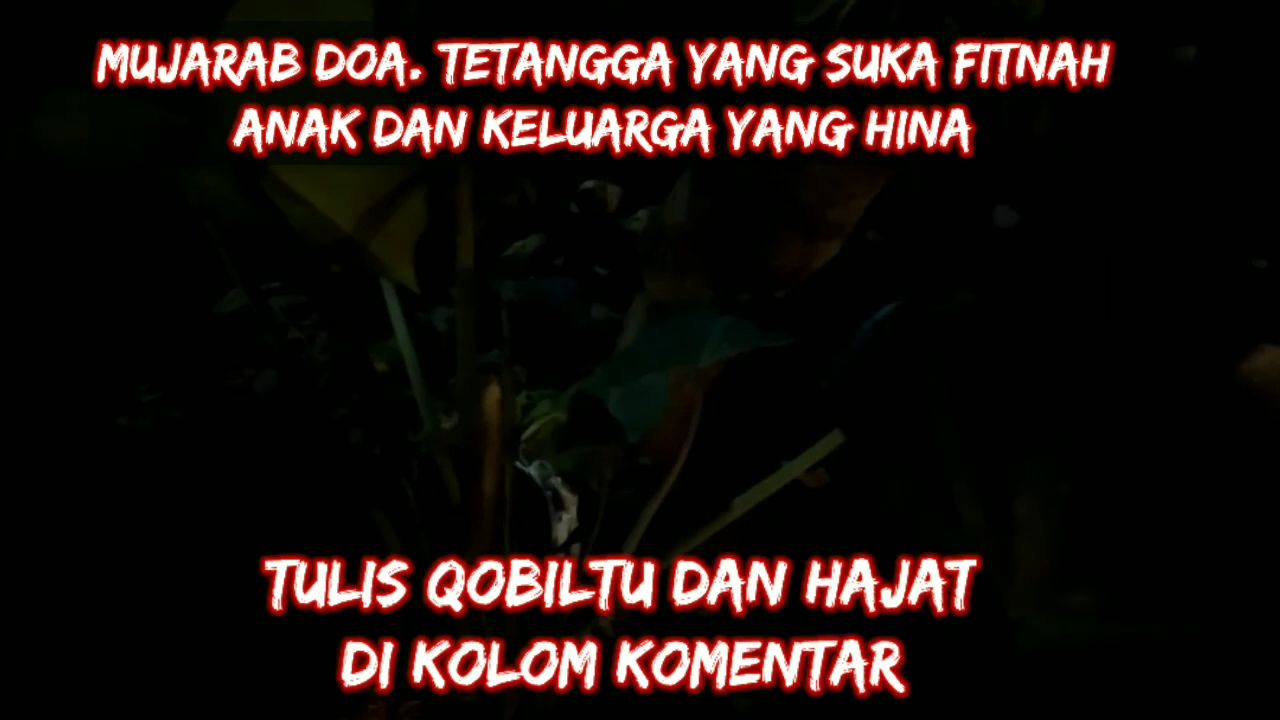 MUJARAB DOA. TETANGGA YANG SUKA FITNAH
ANAK DAN KELUARGA YANG HINA
TULIS QOBILTU DAN HAJAT
DI KOLOM KOMENTAR